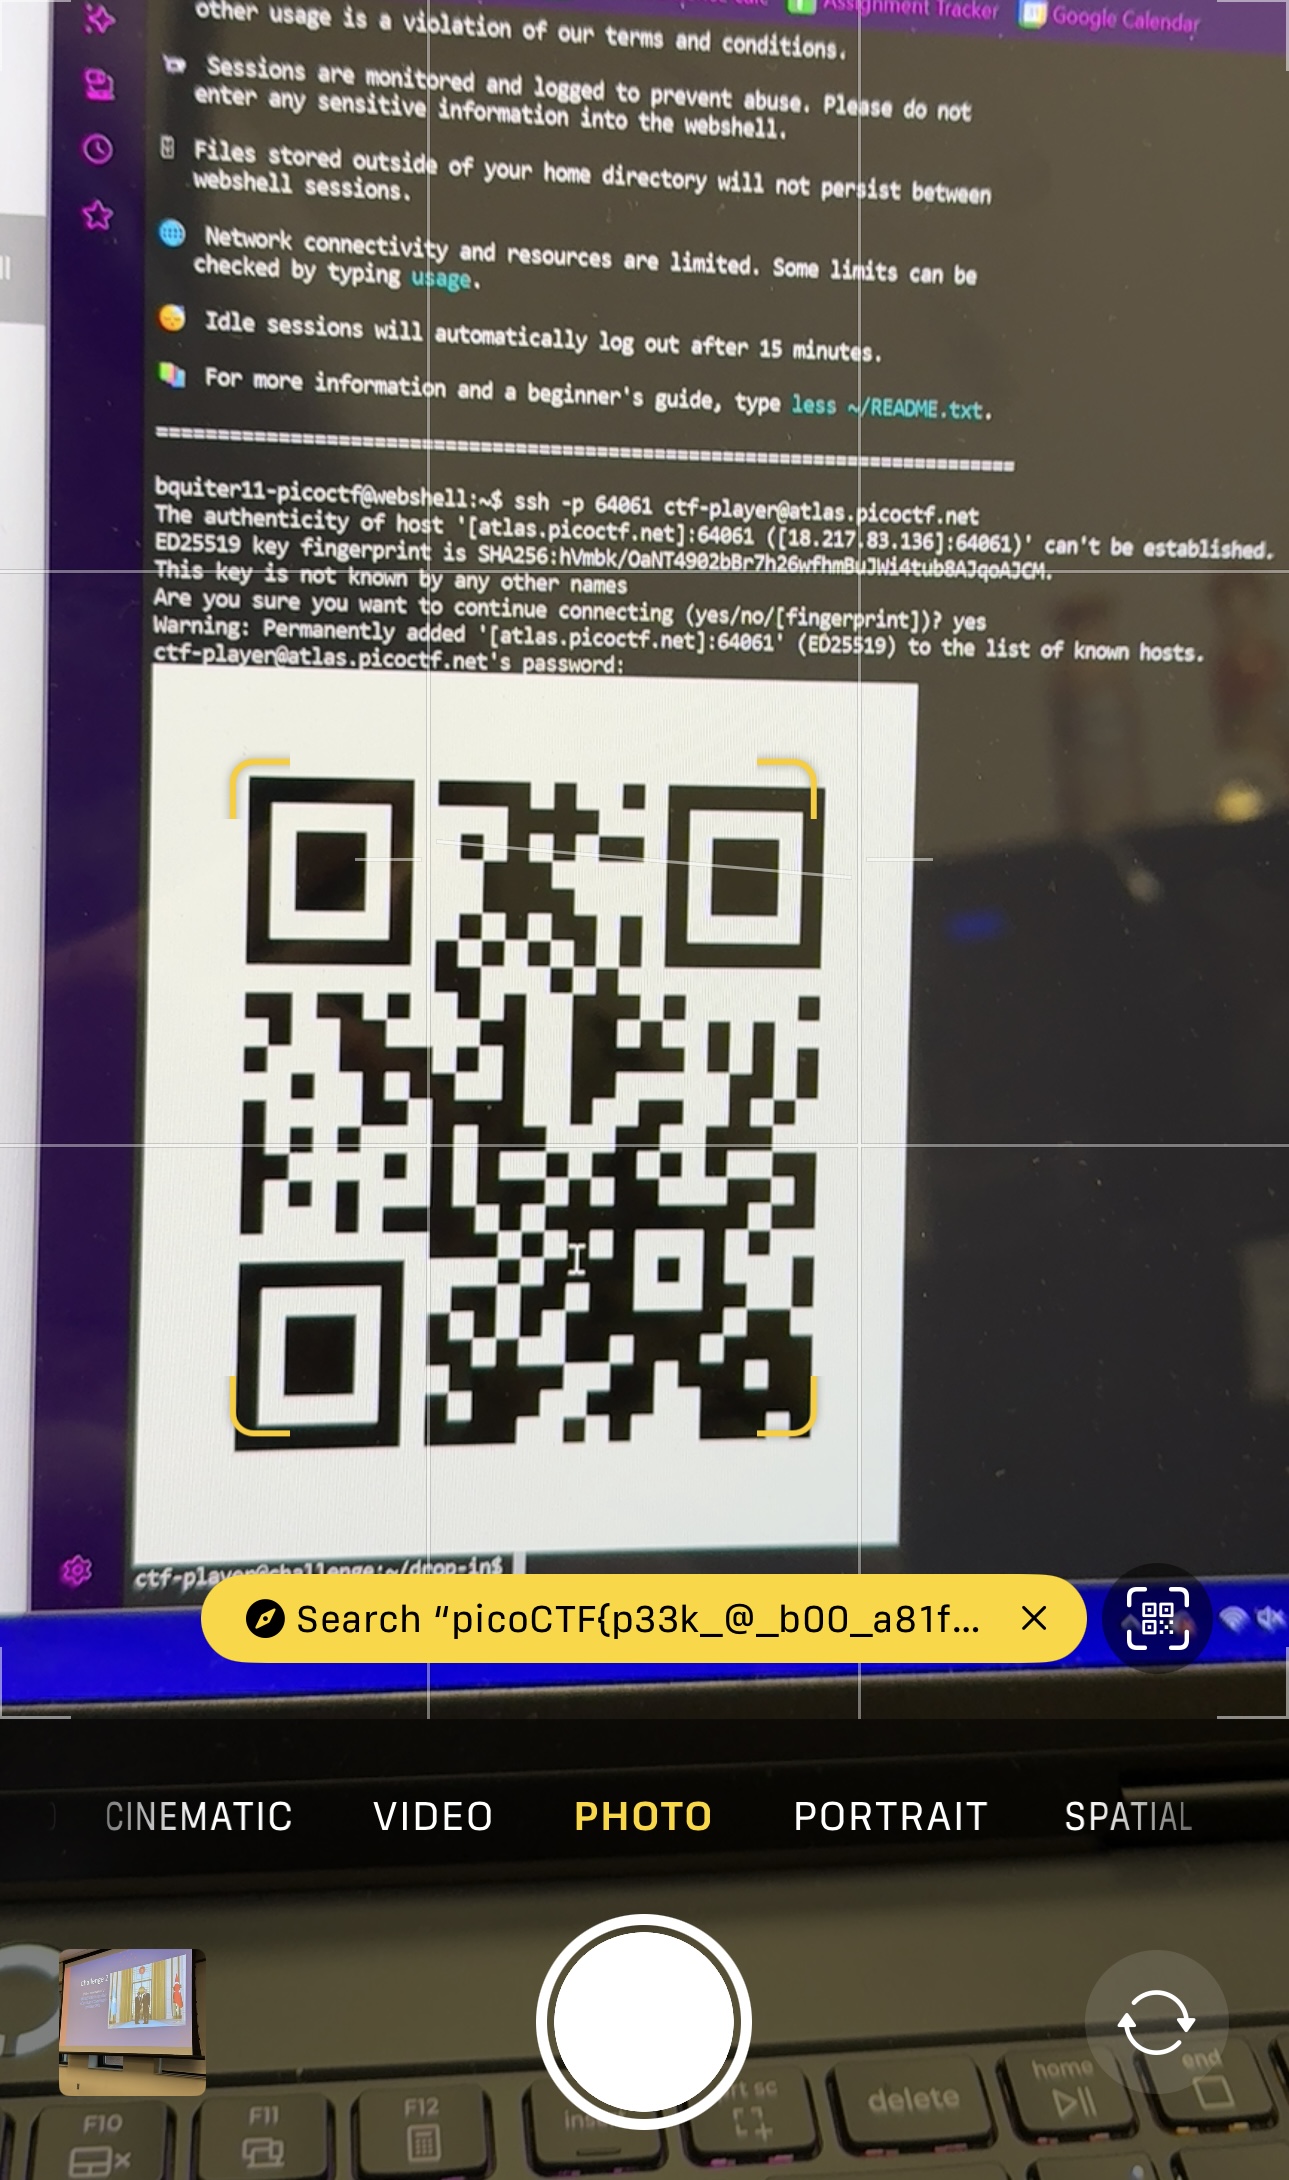 Assignment Tracker Google Calendar
other usage is a violation of our terms and conditions.
Sessions are monitored and logged to prevent abuse. Please do not
enter any sensitive information into the webshell.
Files stored outside of your home directory will not persist between
webshell sessions.
Network connectivity and resources are limited. Some limits can be
checked by typing usage.
Idle sessions will automatically log out after 15 minutes.
For more information and a beginner's guide, type less ~/README.txt.
bquiter11-picoctf@webshell:~$ ssh -p 64061 ctf-player@atlas.picoctf.net
The authenticity of host '[atlas.picoctf.net]:64061 ([18.217.83.136]:64061)' can't be established.
ED25519 key fingerprint is SHA256:hVmbk/OaNT4902bBr7h26wfhmBuJWi4tub8AJqoAJCM.
This key is not known by any other names
Are you sure you want to continue connecting (yes/no/[fingerprint])? yes
Warning: Permanently added '[atlas.picoctf.net]:64061' (ED25519) to the list of known hosts.
ctf-player@atlas.picoctf.net's password:
ctf-player@challenge:~/drop-in$
Search "picoCTF{p33k_@_b00_a81f...
CINEMATIC VIDEO PHOTO PORTRAIT SPATIAL
Challenge 2
home end
delete
F10 F11 F12